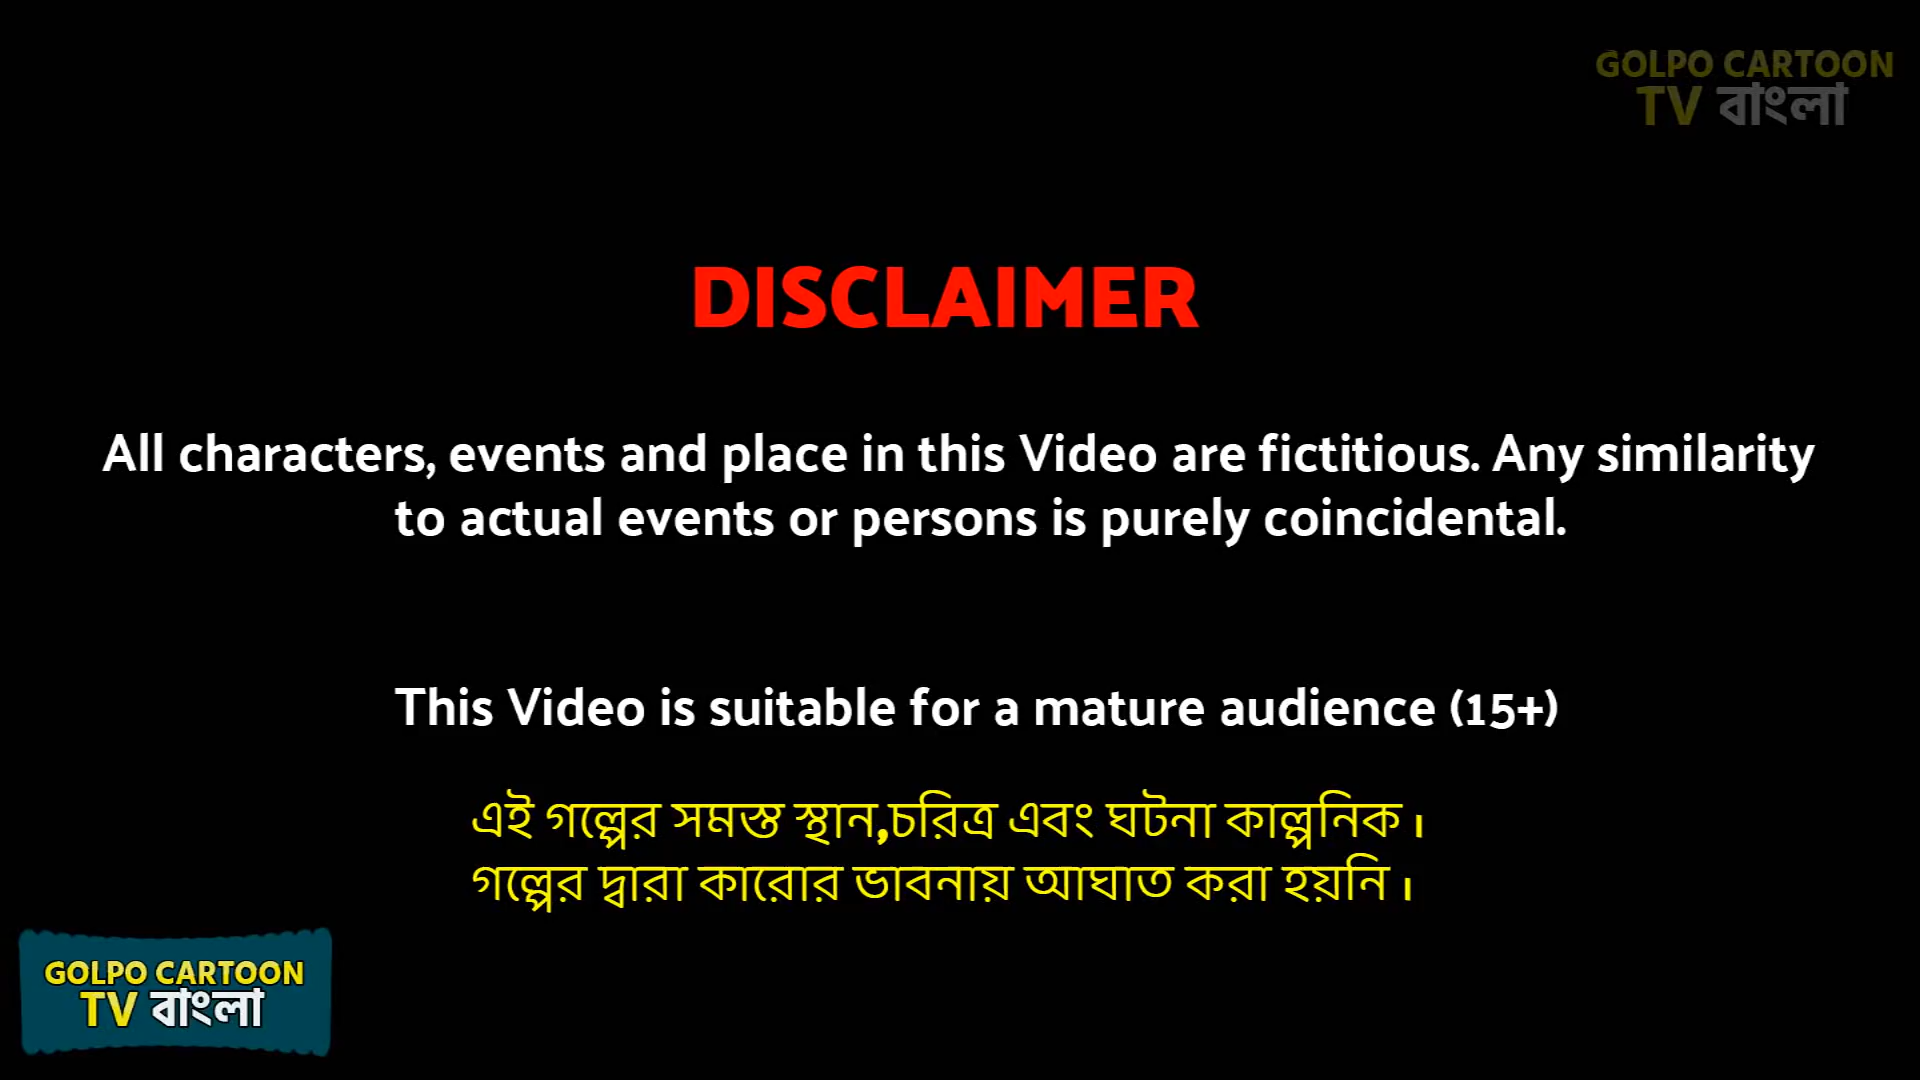 GOLPO CARTOON
TV বাংলা
DISCLAIMER
All characters, events and place in this Video are fictitious. Any similarity
to actual events or persons is purely coincidental.
This Video is suitable for a mature audience (15+)
এই গল্পের সমস্ত স্থান,চরিত্র এবং ঘটনা কাল্পনিক।
গল্পের দ্বারা কারোর ভাবনায় আঘাত করা হয়নি।
GOLPO CARTOON
TV বাংলা